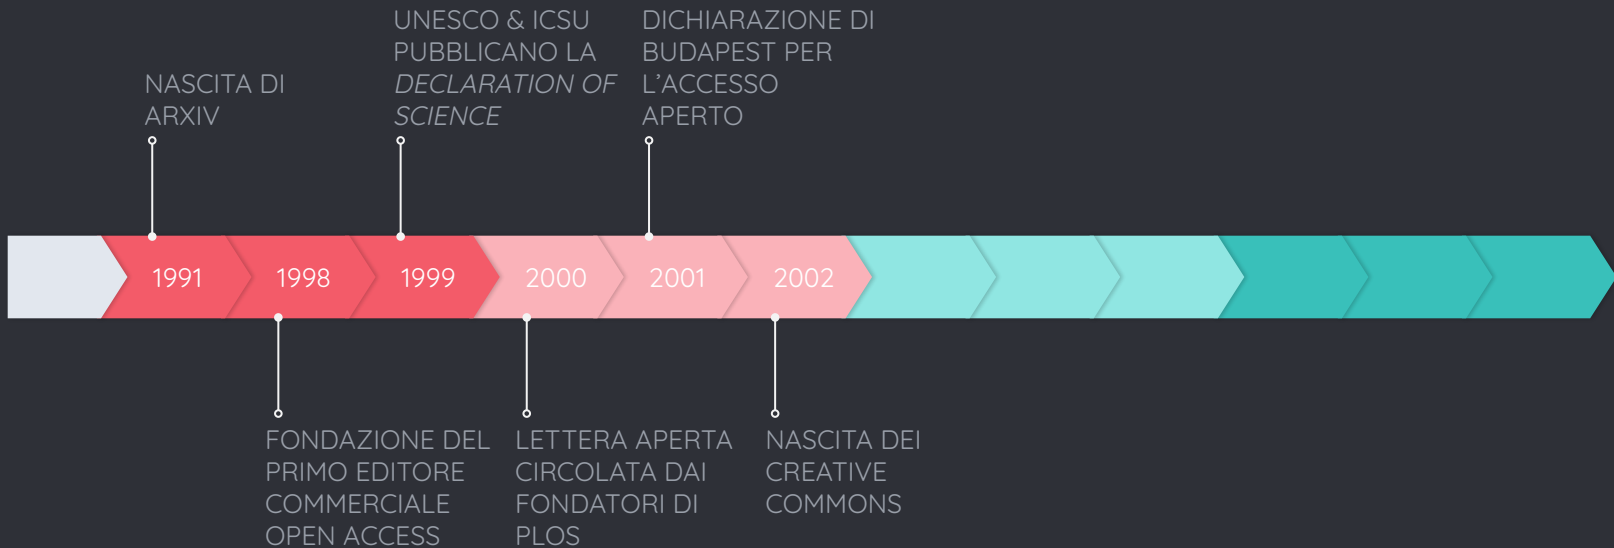 NASCITA DI
ARXIV
UNESCO & ICSU
PUBBLICANO LA
DECLARATION OF
SCIENCE
DICHIARAZIONE DI
BUDAPEST PER
L'ACCESSO
APERTO
1991
1998
1999
2000
2001
2002
FONDAZIONE DEL
PRIMO EDITORE
COMMERCIALE
OPEN ACCESS
LETTERA APERTA
CIRCOLATA DAI
FONDATORI DI
PLOS
NASCITA DEI
CREATIVE
COMMONS